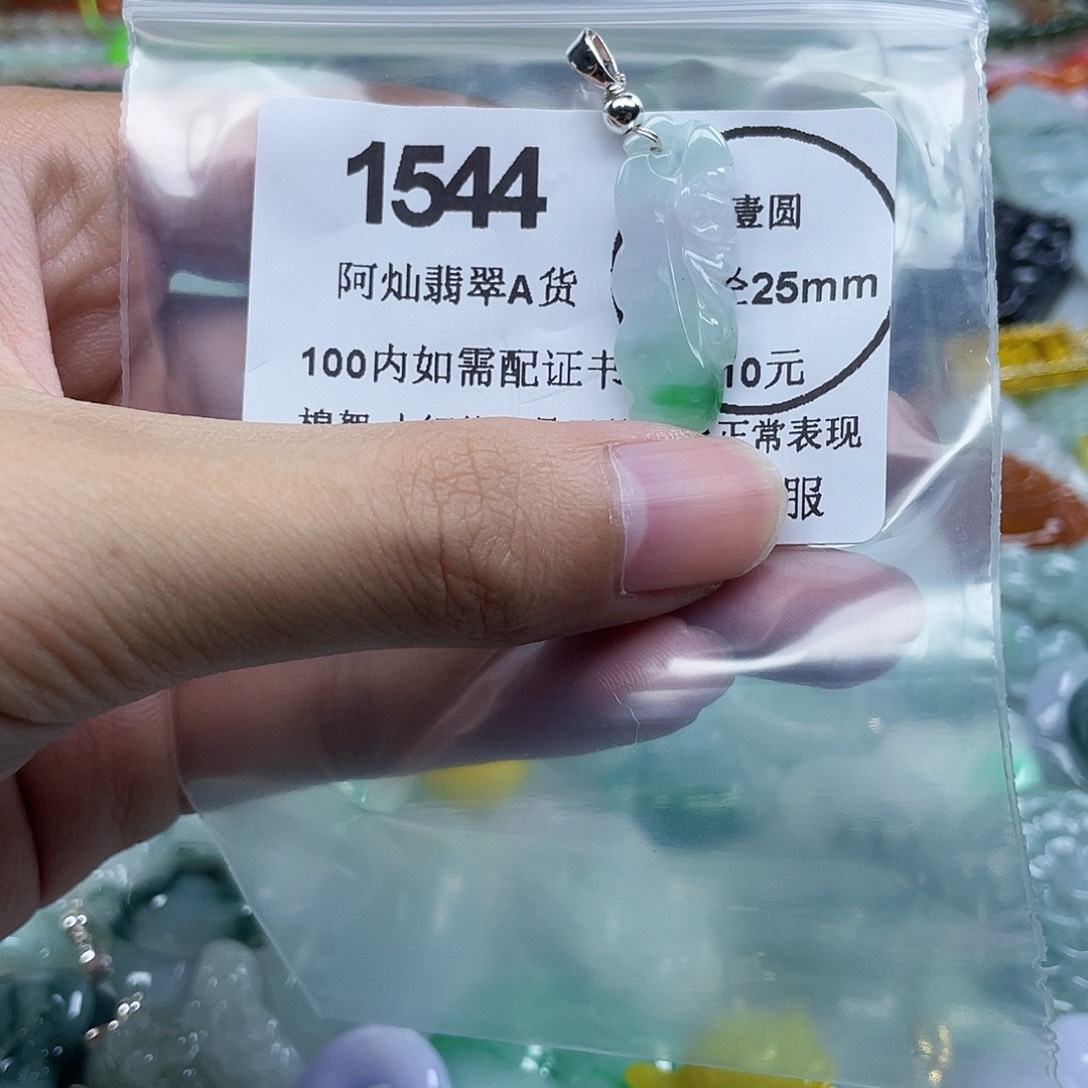 1544
阿灿翡翠A货
壹圆
25mm
100内如需配证书
10元
正常表现
服